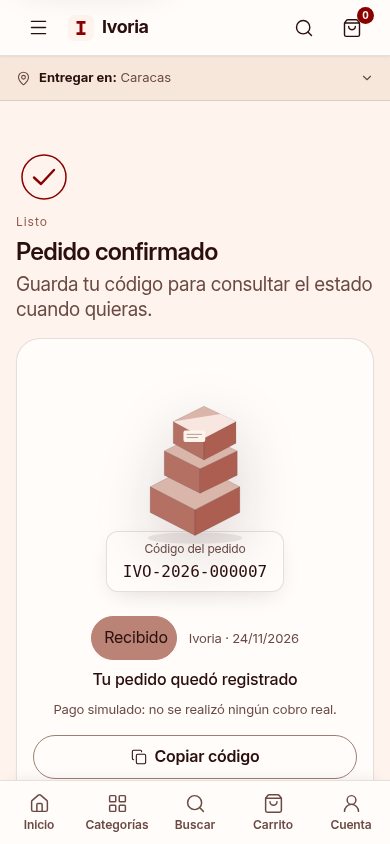 I Ivoria
0
Entregar en: Caracas
Listo
Pedido confirmado
Guarda tu código para consultar el estado
cuando quieras.
Código del pedido
IVO-2026-000007
Recibido Ivoria · 24/11/2026
Tu pedido quedó registrado
Pago simulado: no se realizó ningún cobro real.
Copiar código
Inicio Categorías Buscar Carrito Cuenta